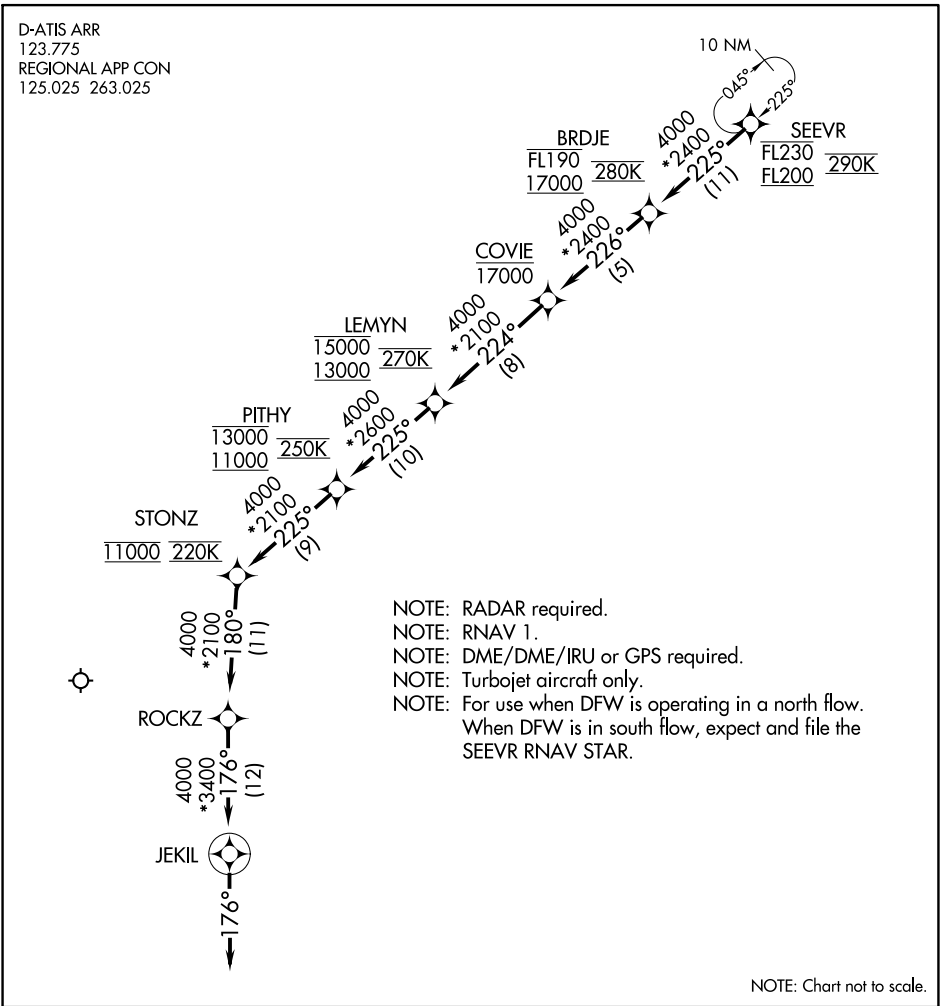 D-ATIS ARR
123.775
REGIONAL APP CON
125.025 263.025
10 NM
045°
225°
SEEVR
FL230
FL200
290K
4000
*2400
225°
(11)
BRDJE
FL190
17000
280K
4000
*2400
226°
(5)
COVIE
17000
4000
*2100
224°
(8)
LEMYN
15000
13000
270K
4000
*2600
225°
(10)
PITHY
13000
11000
250K
4000
*2100
225°
(9)
STONZ
11000 220K
4000
*2100
180°
(11)
ROCKZ
4000
*3400
176°
(12)
JEKIL
176°
NOTE: RADAR required.
NOTE: RNAV 1.
NOTE: DME/DME/IRU or GPS required.
NOTE: Turbojet aircraft only.
NOTE: For use when DFW is operating in a north flow.
When DFW is in south flow, expect and file the
SEEVR RNAV STAR.
NOTE: Chart not to scale.